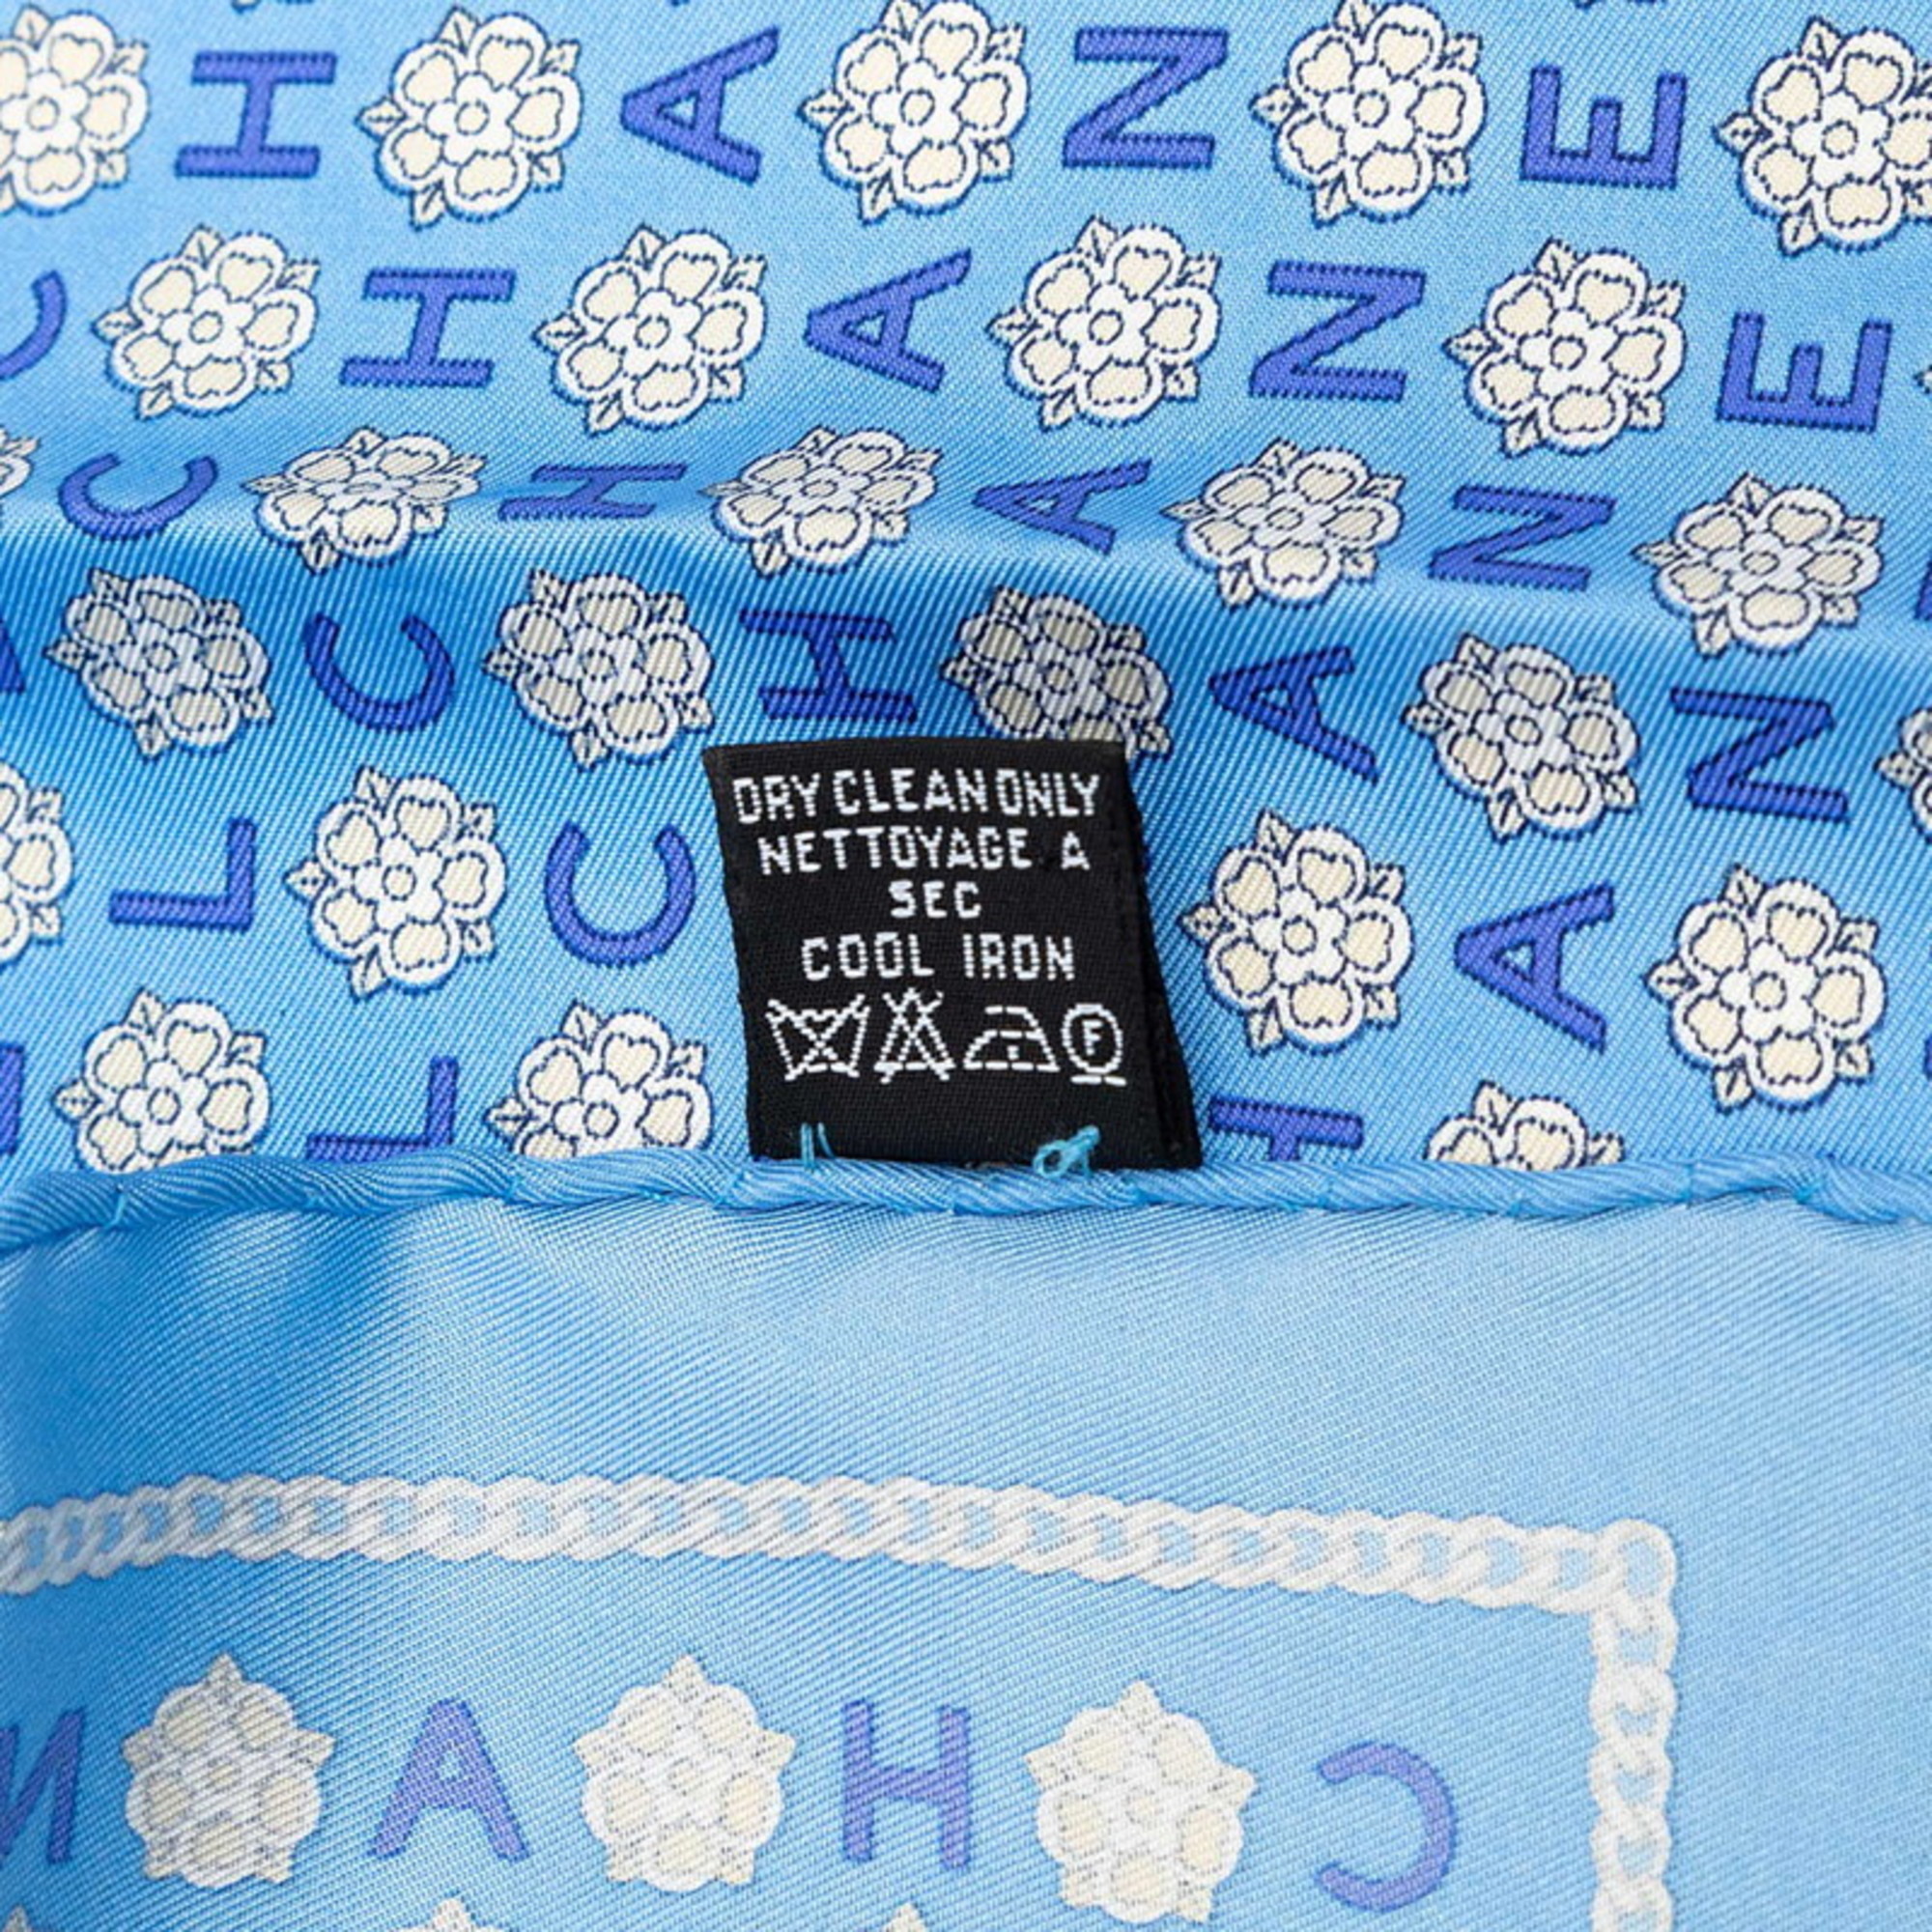 H A N E
C H A N E
C H A N
L C H A N
L C A
L H
DRY CLEAN ONLY
NETTOYAGE A
SEC
COOL IRON
F
N A H C